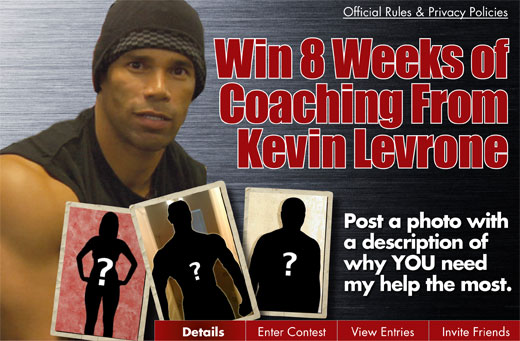 Official Rules & Privacy Policies
Win 8 Weeks of
Coaching From
Kevin Levrone
Post a photo with
a description of
why YOU need
my help the most.
?
?
?
Details
Enter Contest
View Entries
Invite Friends